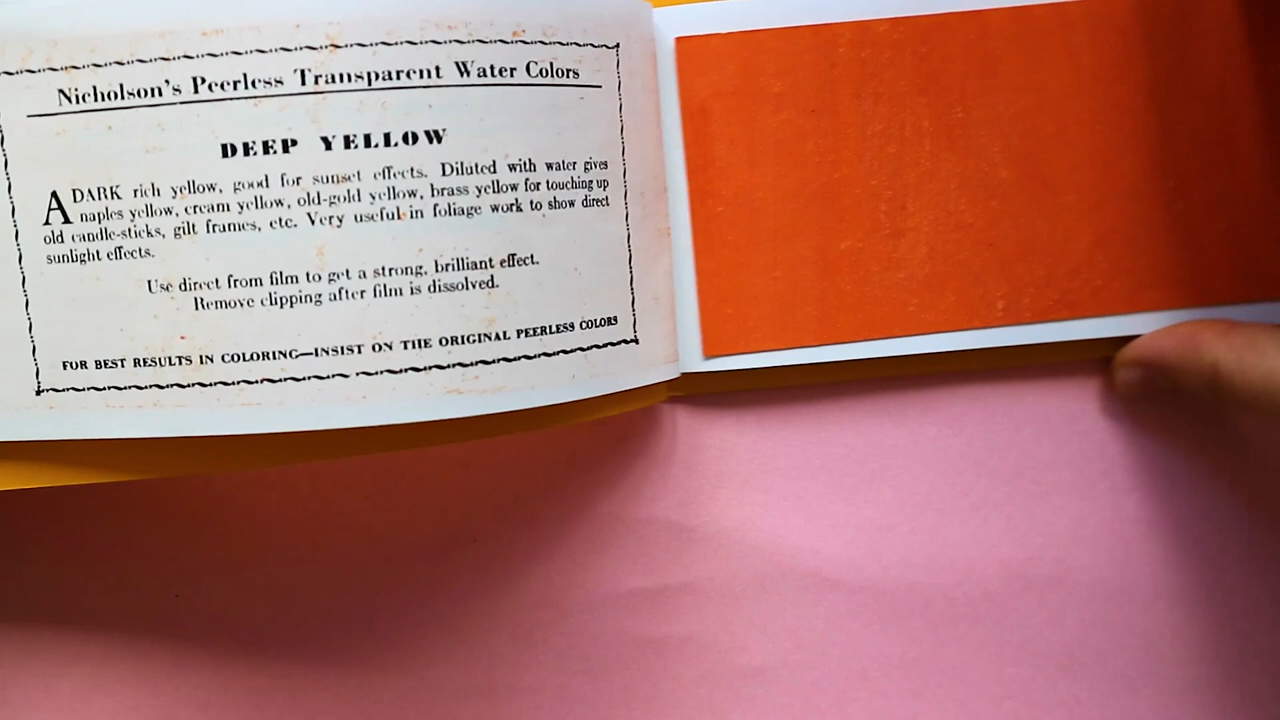 Nicholson's Peerless Transparent Water Colors
DEEP YELLOW
A DARK rich yellow, good for sunset effects. Diluted with water gives
naples yellow, cream yellow, old-gold yellow, brass yellow for touching up
old candle-sticks, gilt frames, etc. Very useful in foliage work to show direct
sunlight effects.
Use direct from film to get a strong, brilliant effect.
Remove clipping after film is dissolved.
FOR BEST RESULTS IN COLORING—INSIST ON THE ORIGINAL PEERLESS COLORS